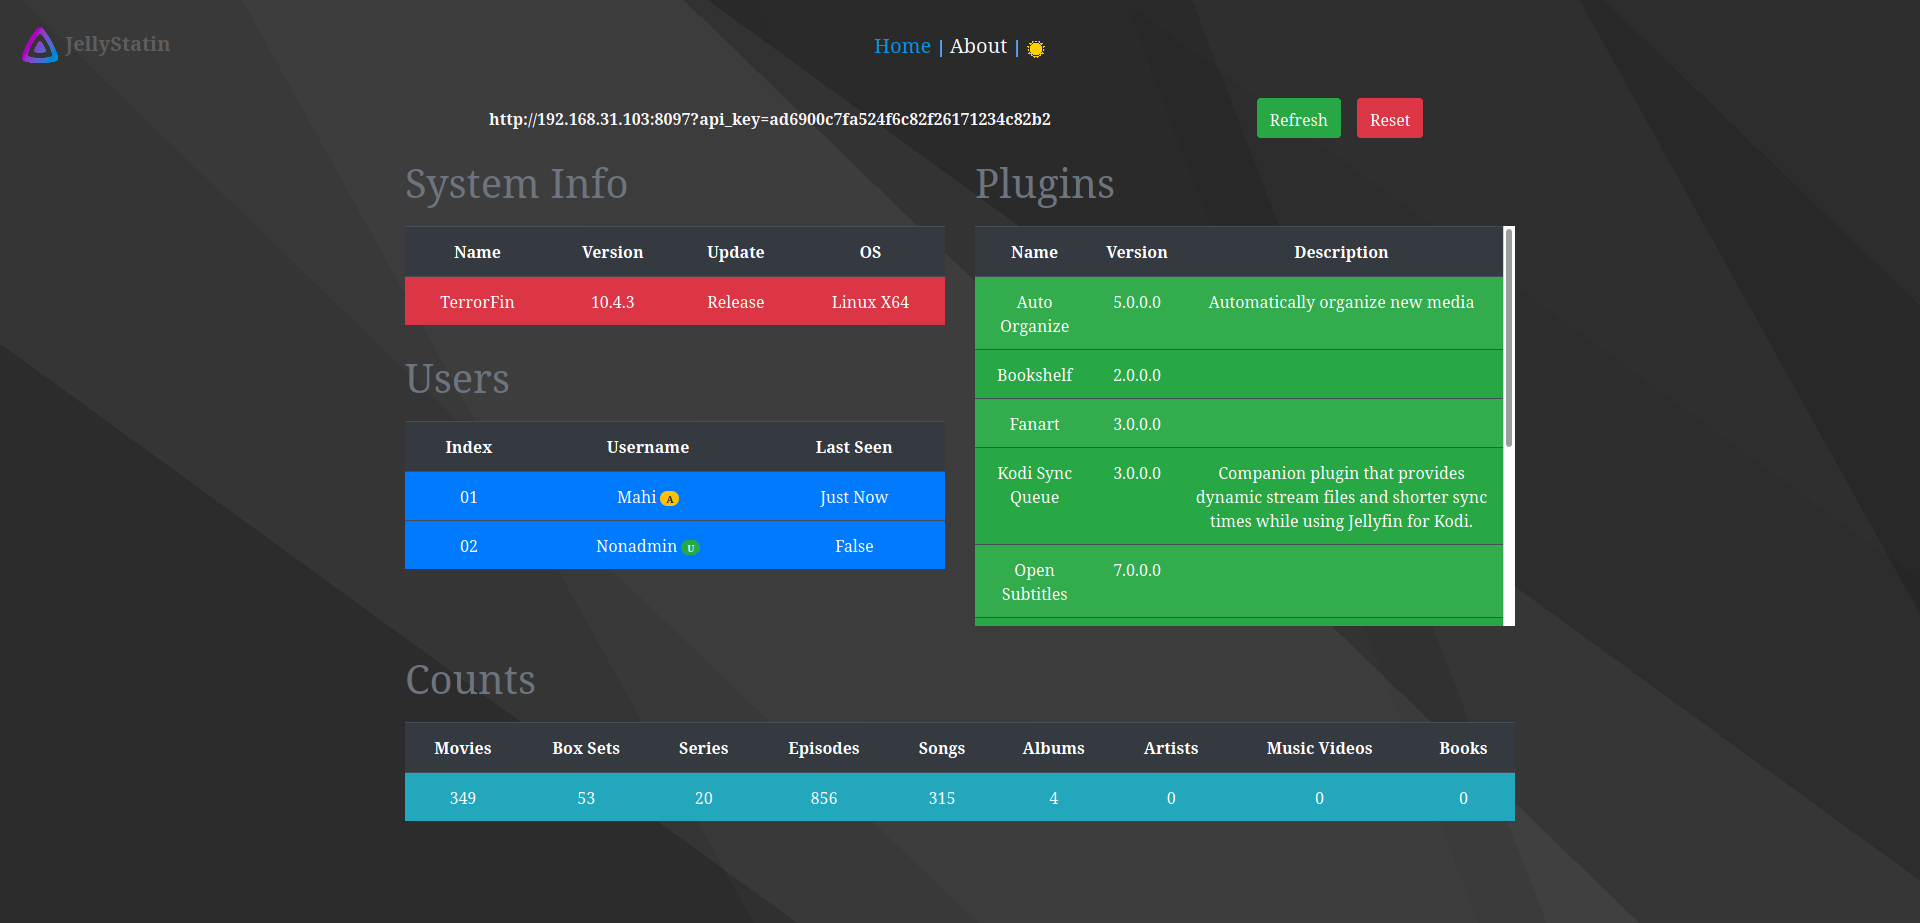 JellyStatin
Home | About |
http://192.168.31.103:8097?api_key=ad6900c7fa524f6c82f26171234c82b2
Refresh Reset
System Info
Name Version Update OS
TerrorFin 10.4.3 Release Linux X64
Users
Index Username Last Seen
01 Mahi A Just Now
02 Nonadmin U False
Plugins
Name Version Description
Auto 5.0.0.0 Automatically organize new media
Organize
Bookshelf 2.0.0.0
Fanart 3.0.0.0
Kodi Sync 3.0.0.0 Companion plugin that provides
Queue dynamic stream files and shorter sync
times while using Jellyfin for Kodi.
Open 7.0.0.0
Subtitles
Counts
Movies Box Sets Series Episodes Songs Albums Artists Music Videos Books
349 53 20 856 315 4 0 0 0